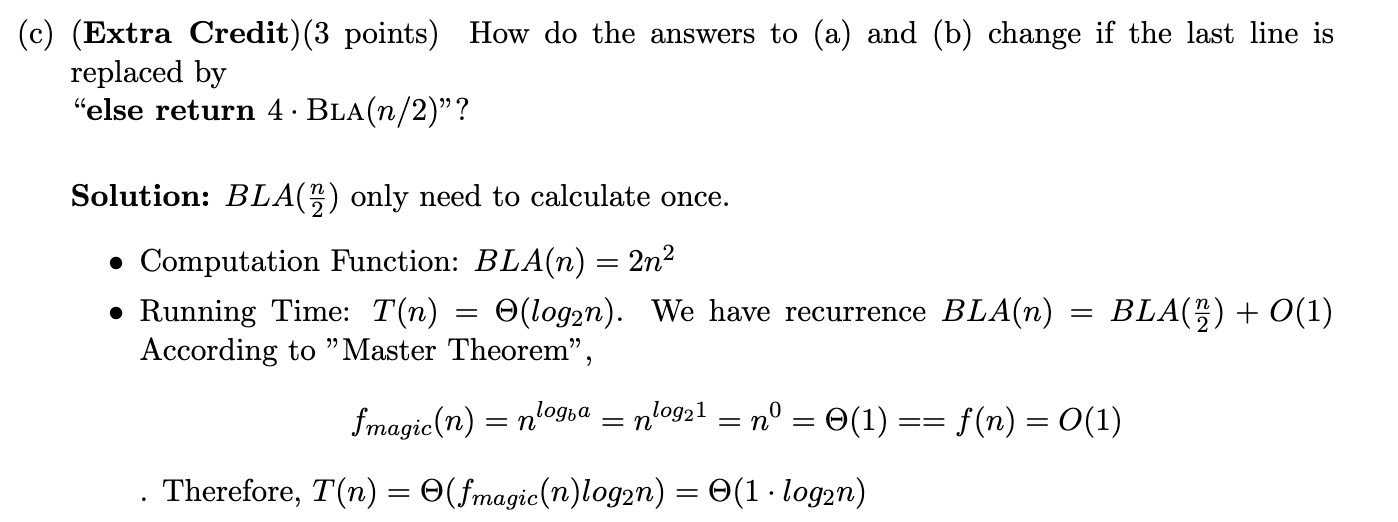 (c) (Extra Credit)(3 points) How do the answers to (a) and (b) change if the last line is
replaced by
“else return 4 · BLA(n/2)”?
Solution: BLA(n/2) only need to calculate once.
• Computation Function: BLA(n) = 2n²
• Running Time: T(n) = Θ(log₂n). We have recurrence BLA(n) = BLA(n/2) + O(1)
According to ”Master Theorem”,
f_magic(n) = n^{log_b a} = n^{log₂1} = n⁰ = Θ(1) == f(n) = O(1)
. Therefore, T(n) = Θ(f_magic(n)log₂n) = Θ(1 · log₂n)